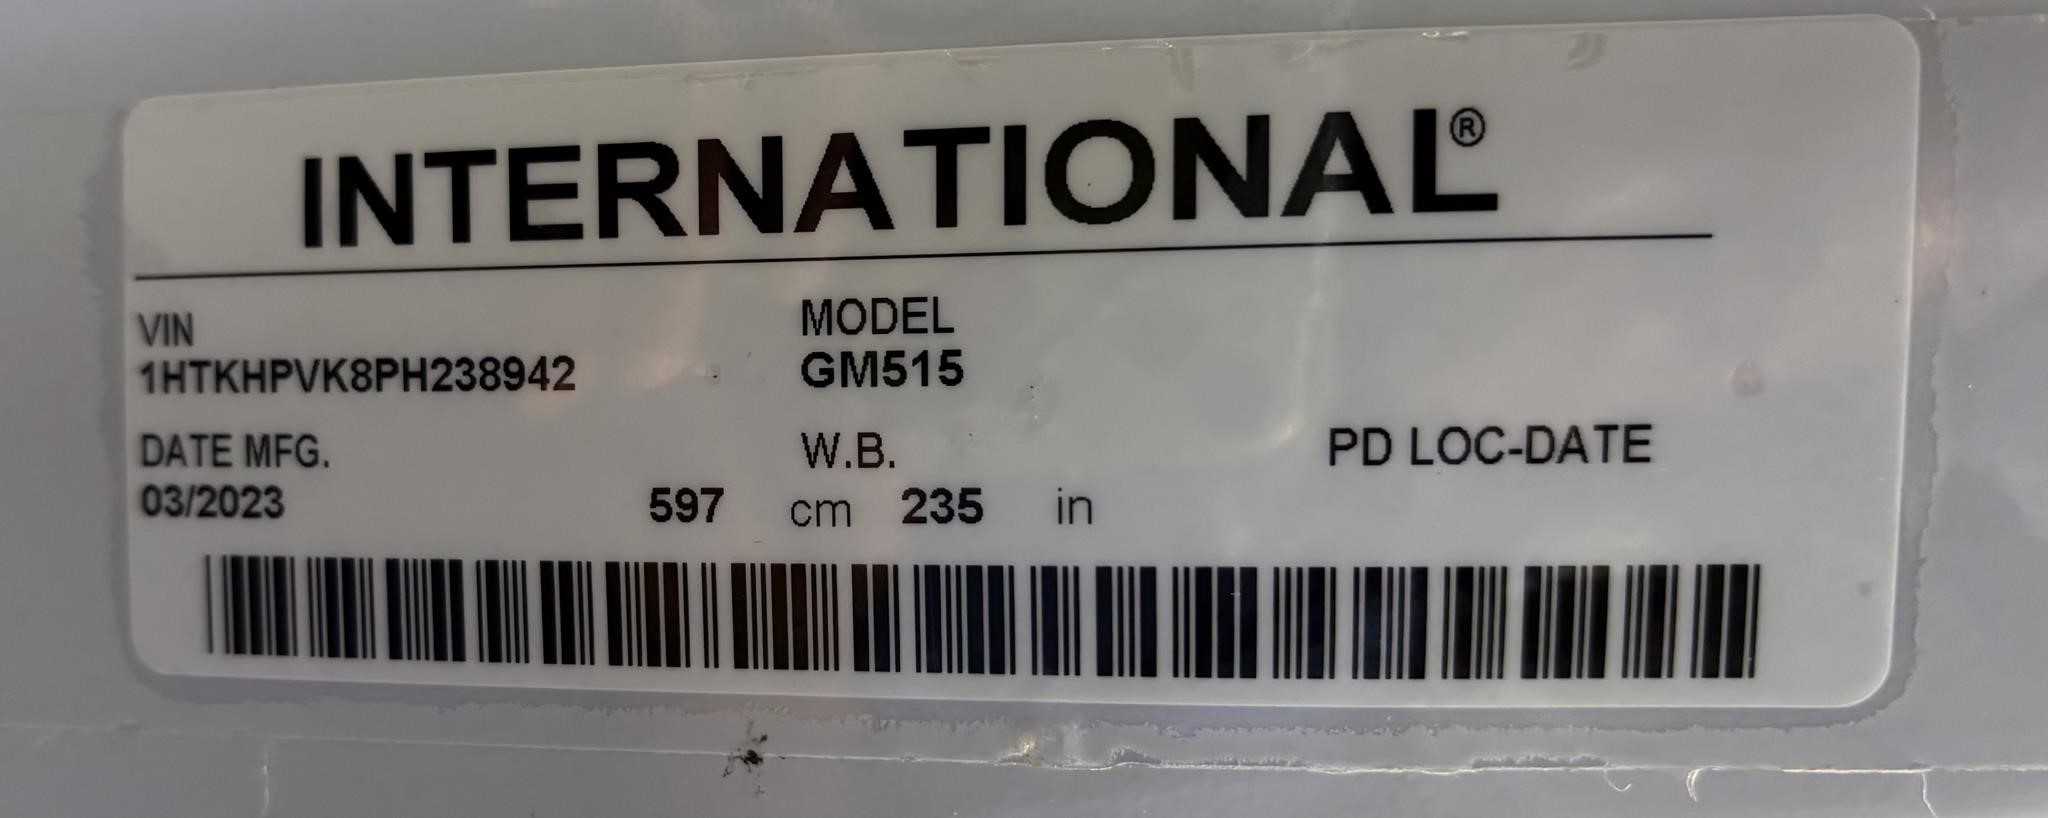 INTERNATIONAL®
VIN MODEL
1HTKHPVK8PH238942 GM515
DATE MFG. W.B. PD LOC-DATE
03/2023 597 cm 235 in